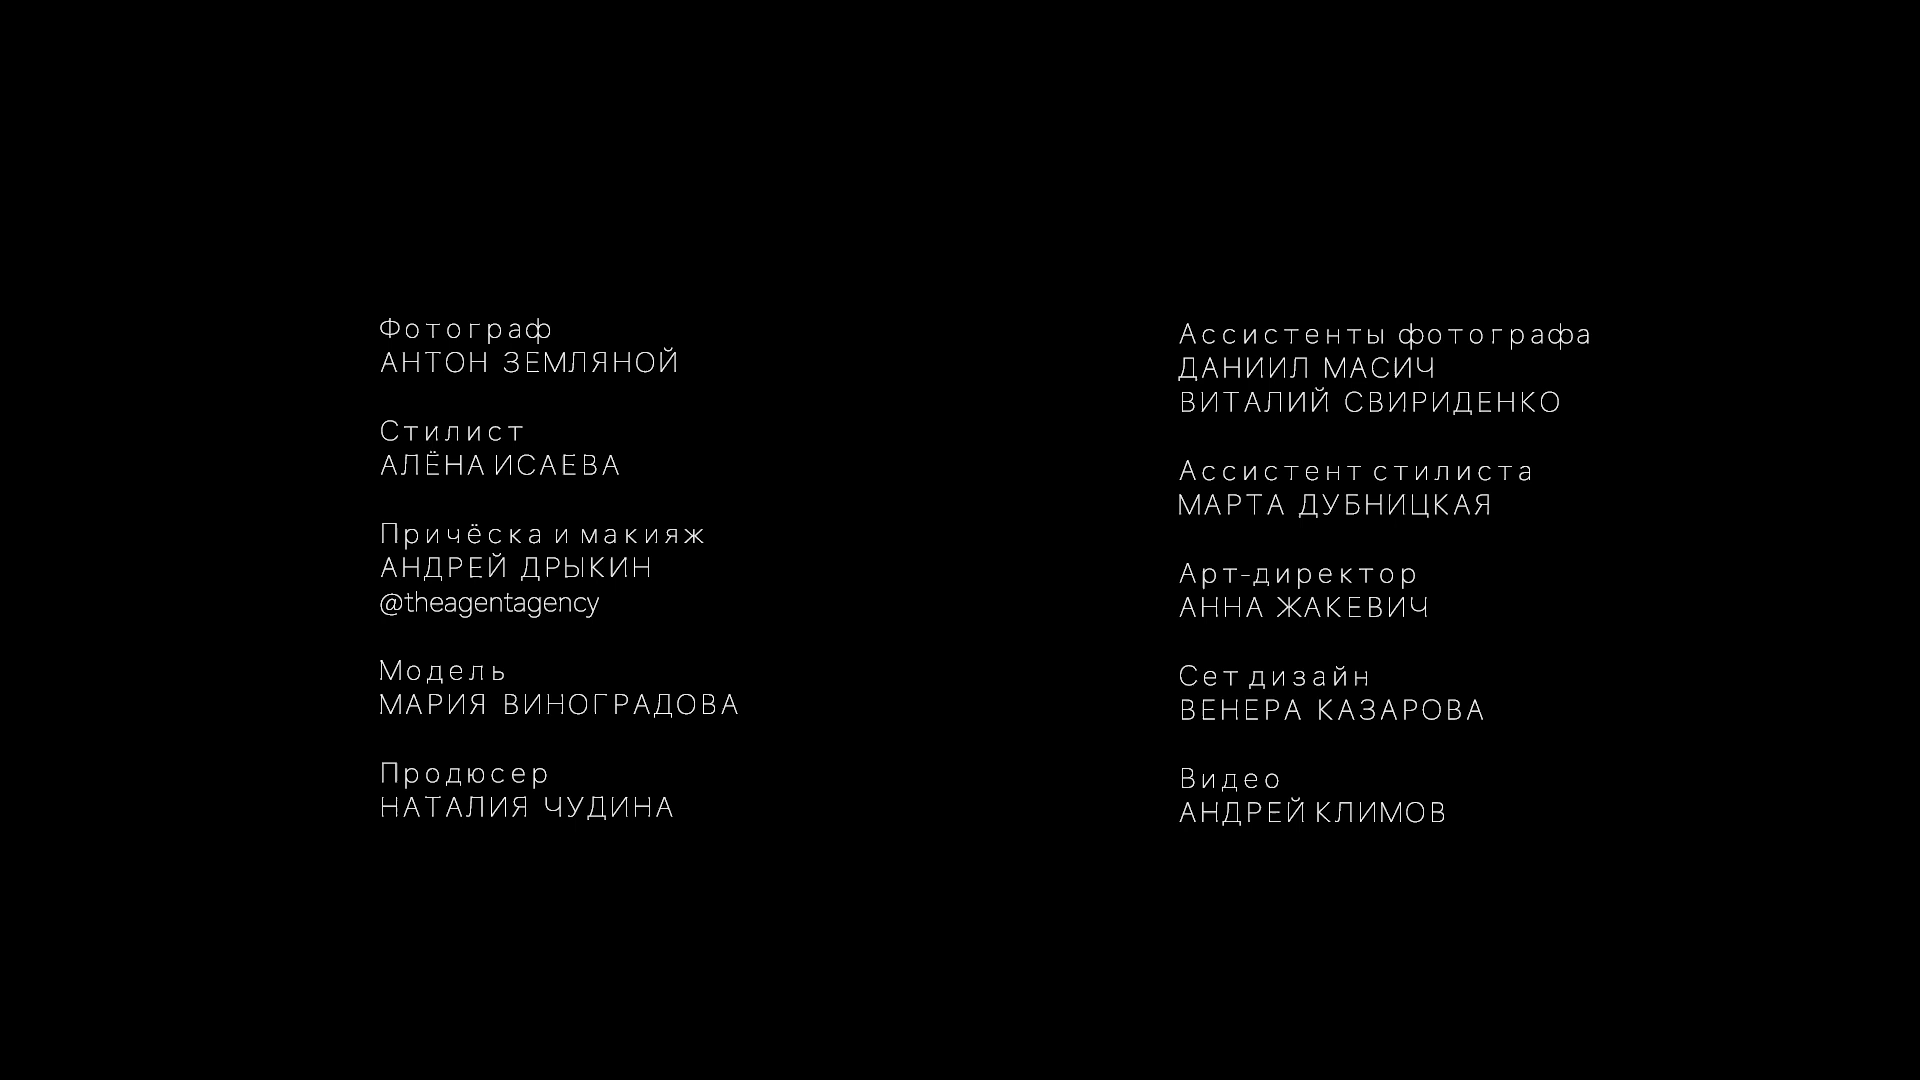 Фотограф
АНТОН ЗЕМЛЯНОЙ
Стилист
АЛЁНА ИСАЕВА
Причёска и макияж
АНДРЕЙ ДРЫКИН
@theagentagency
Модель
МАРИЯ ВИНОГРАДОВА
Продюсер
НАТАЛИЯ ЧУДИНА
Ассистенты фотографа
ДАНИИЛ МАСИЧ
ВИТАЛИЙ СВИРИДЕНКО
Ассистент стилиста
МАРТА ДУБНИЦКАЯ
Арт-директор
АННА ЖАКЕВИЧ
Сет дизайн
ВЕНЕРА КАЗАРОВА
Видео
АНДРЕЙ КЛИМОВ